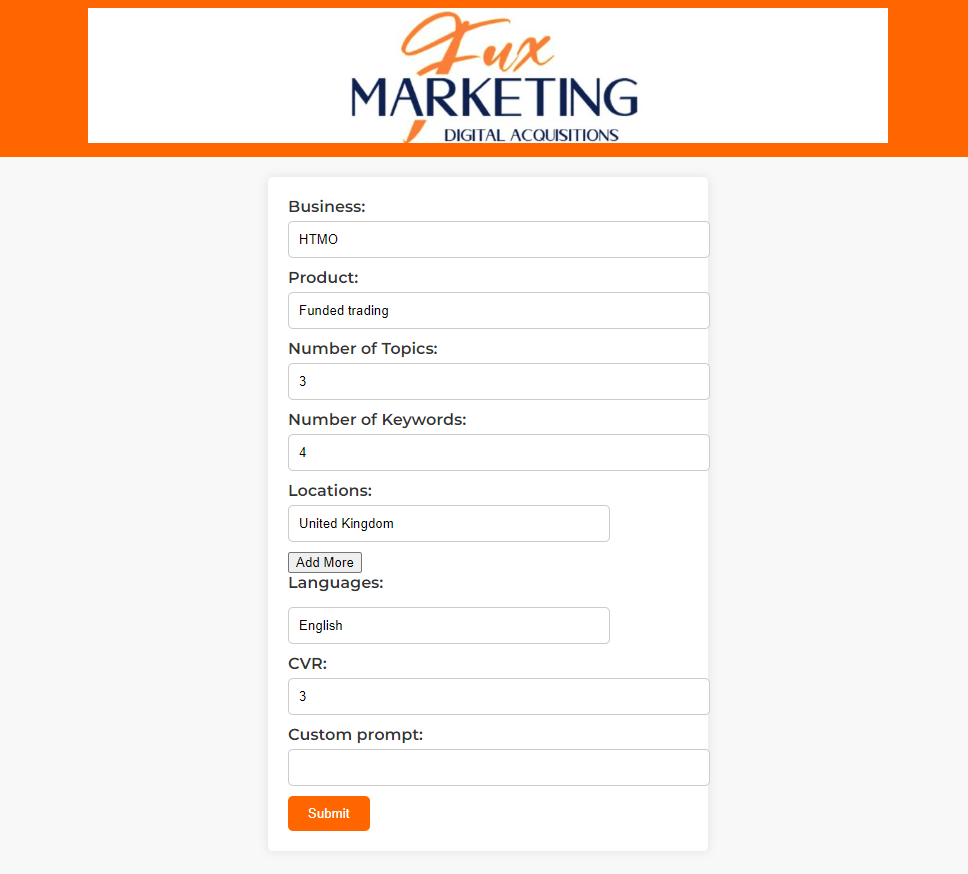 Fux
MARKETING
DIGITAL ACQUISITIONS
Business:
HTMO
Product:
Funded trading
Number of Topics:
3
Number of Keywords:
4
Locations:
United Kingdom
Add More
Languages:
English
CVR:
3
Custom prompt:
Submit